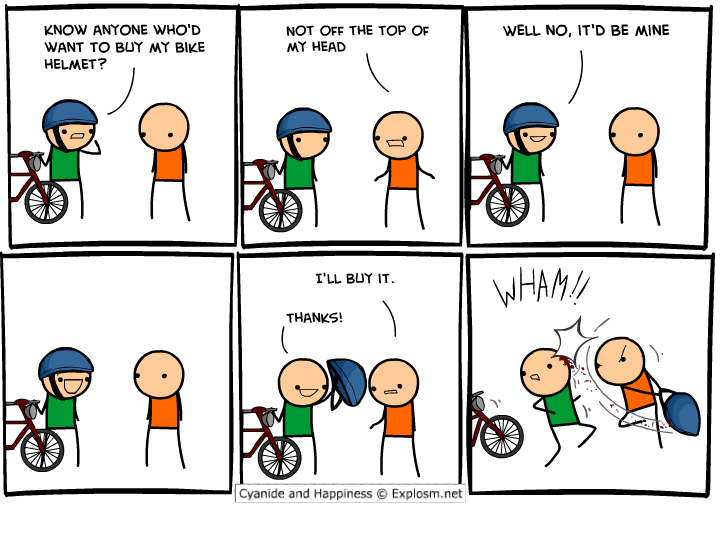 KNOW ANYONE WHO'D
WANT TO BUY MY BIKE
HELMET?
NOT OFF THE TOP OF
MY HEAD
WELL NO, IT'D BE MINE
I'LL BUY IT.
THANKS!
WHAM!!
Cyanide and Happiness © Explosm.net